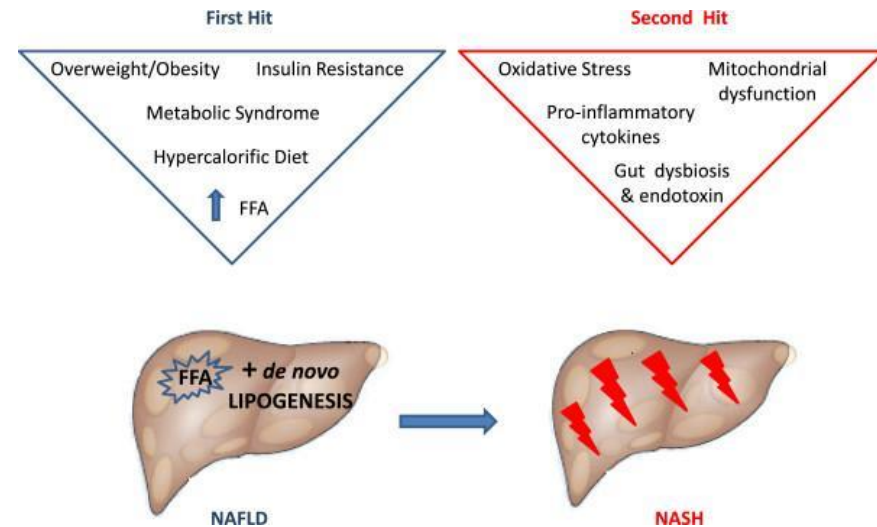 First Hit
Second Hit
Overweight/Obesity
Insulin Resistance
Metabolic Syndrome
Hypercalorific Diet
FFA
Oxidative Stress
Mitochondrial
dysfunction
Pro-inflammatory
cytokines
Gut dysbiosis
& endotoxin
FFA
+ de novo
LIPOGENESIS
NAFLD
NASH